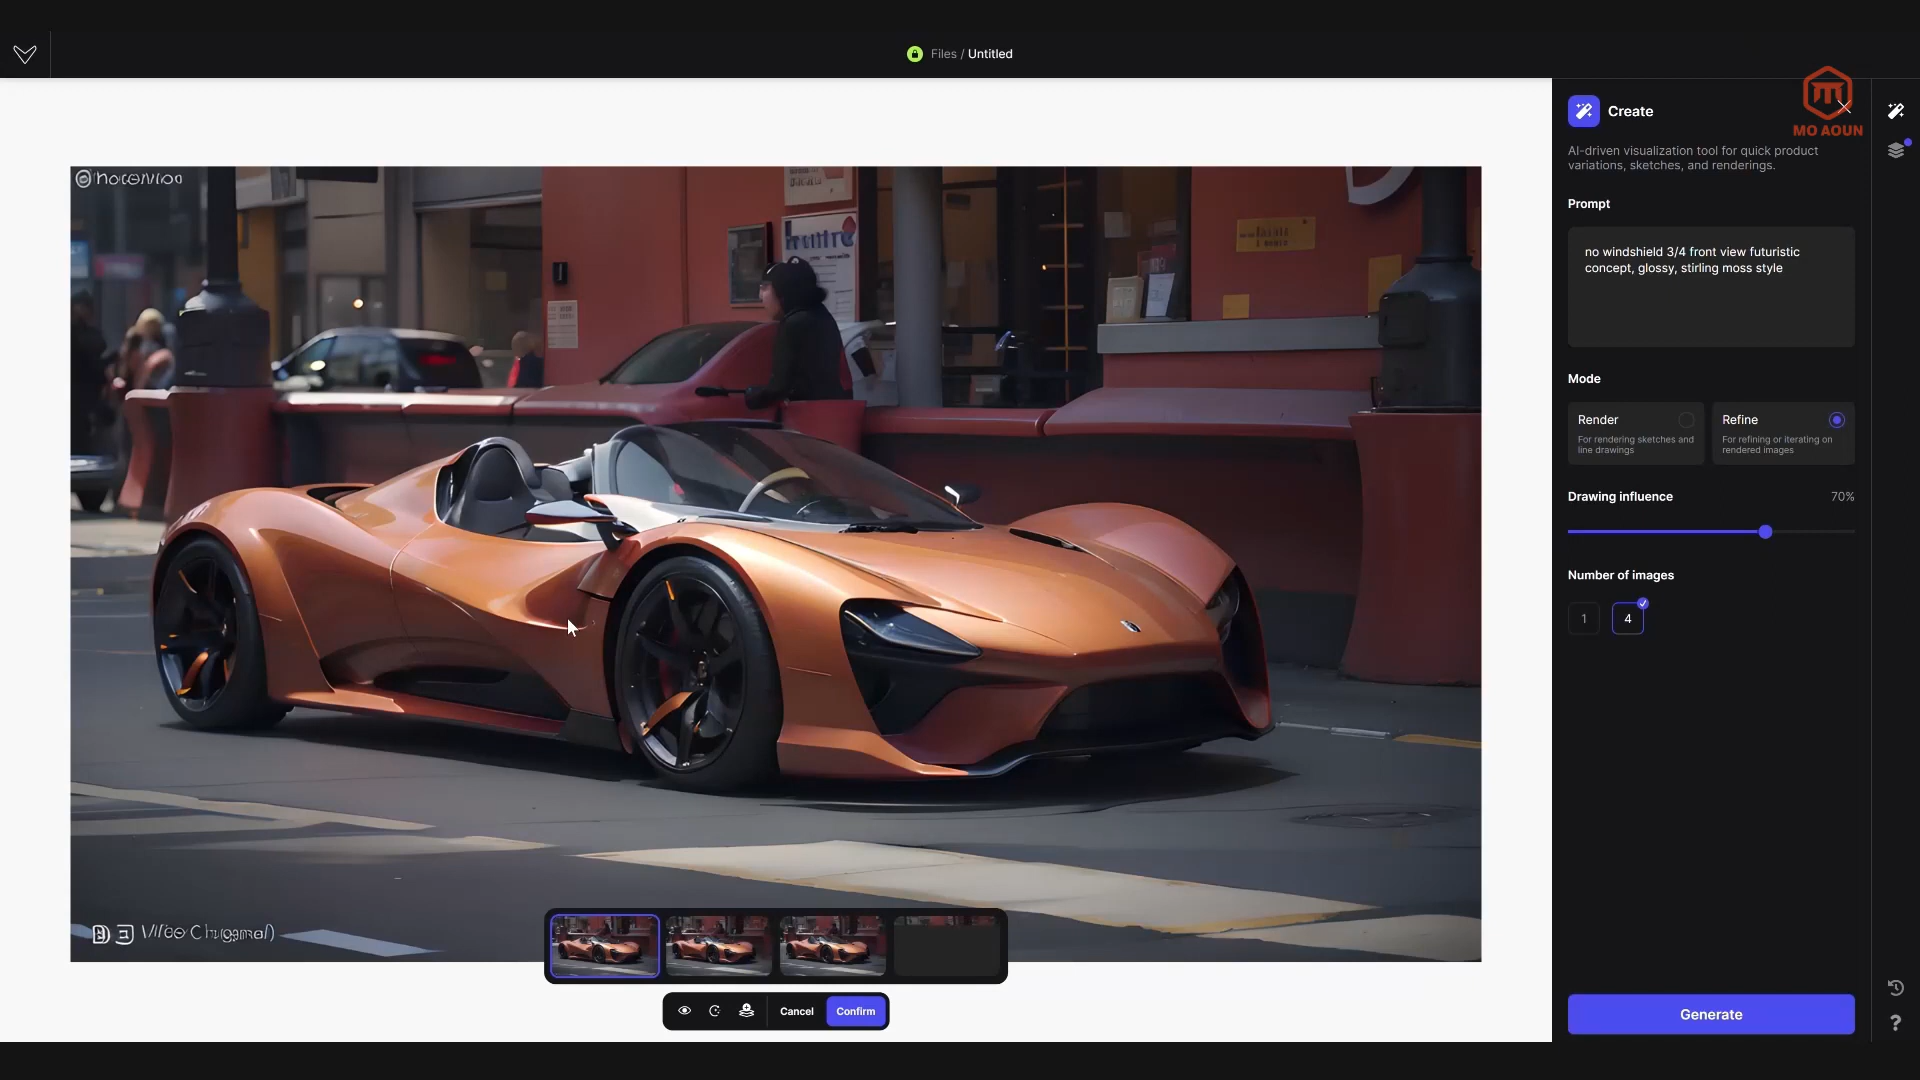 Files / Untitled
Create
MO AOUN
AI-driven visualization tool for quick product
variations, sketches, and renderings.
Prompt
no windshield 3/4 front view futuristic
concept, glossy, stirling moss style
Mode
Render
For rendering sketches and
line drawings
Refine
For refining or iterating on
rendered images
Drawing influence 70%
Number of images
1 4
Cancel Confirm
Generate
?